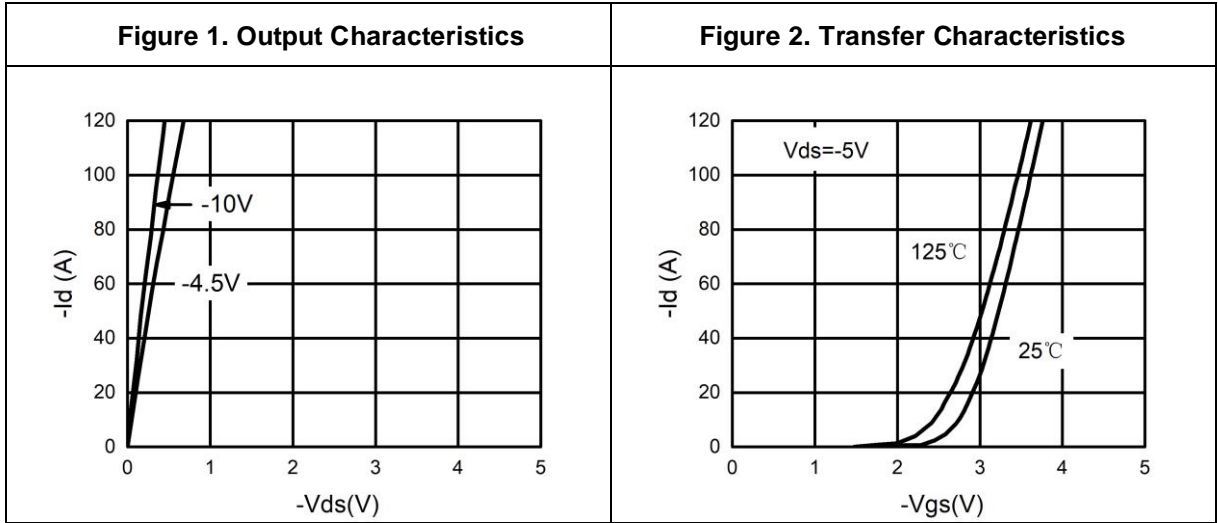 Figure 1. Output Characteristics
120
100
80
60
40
20
0
-Id (A)
-10V
-4.5V
0 1 2 3 4 5
-Vds(V)
Figure 2. Transfer Characteristics
120
100
80
60
40
20
0
-Id (A)
Vds=-5V
125℃
25℃
0 1 2 3 4 5
-Vgs(V)